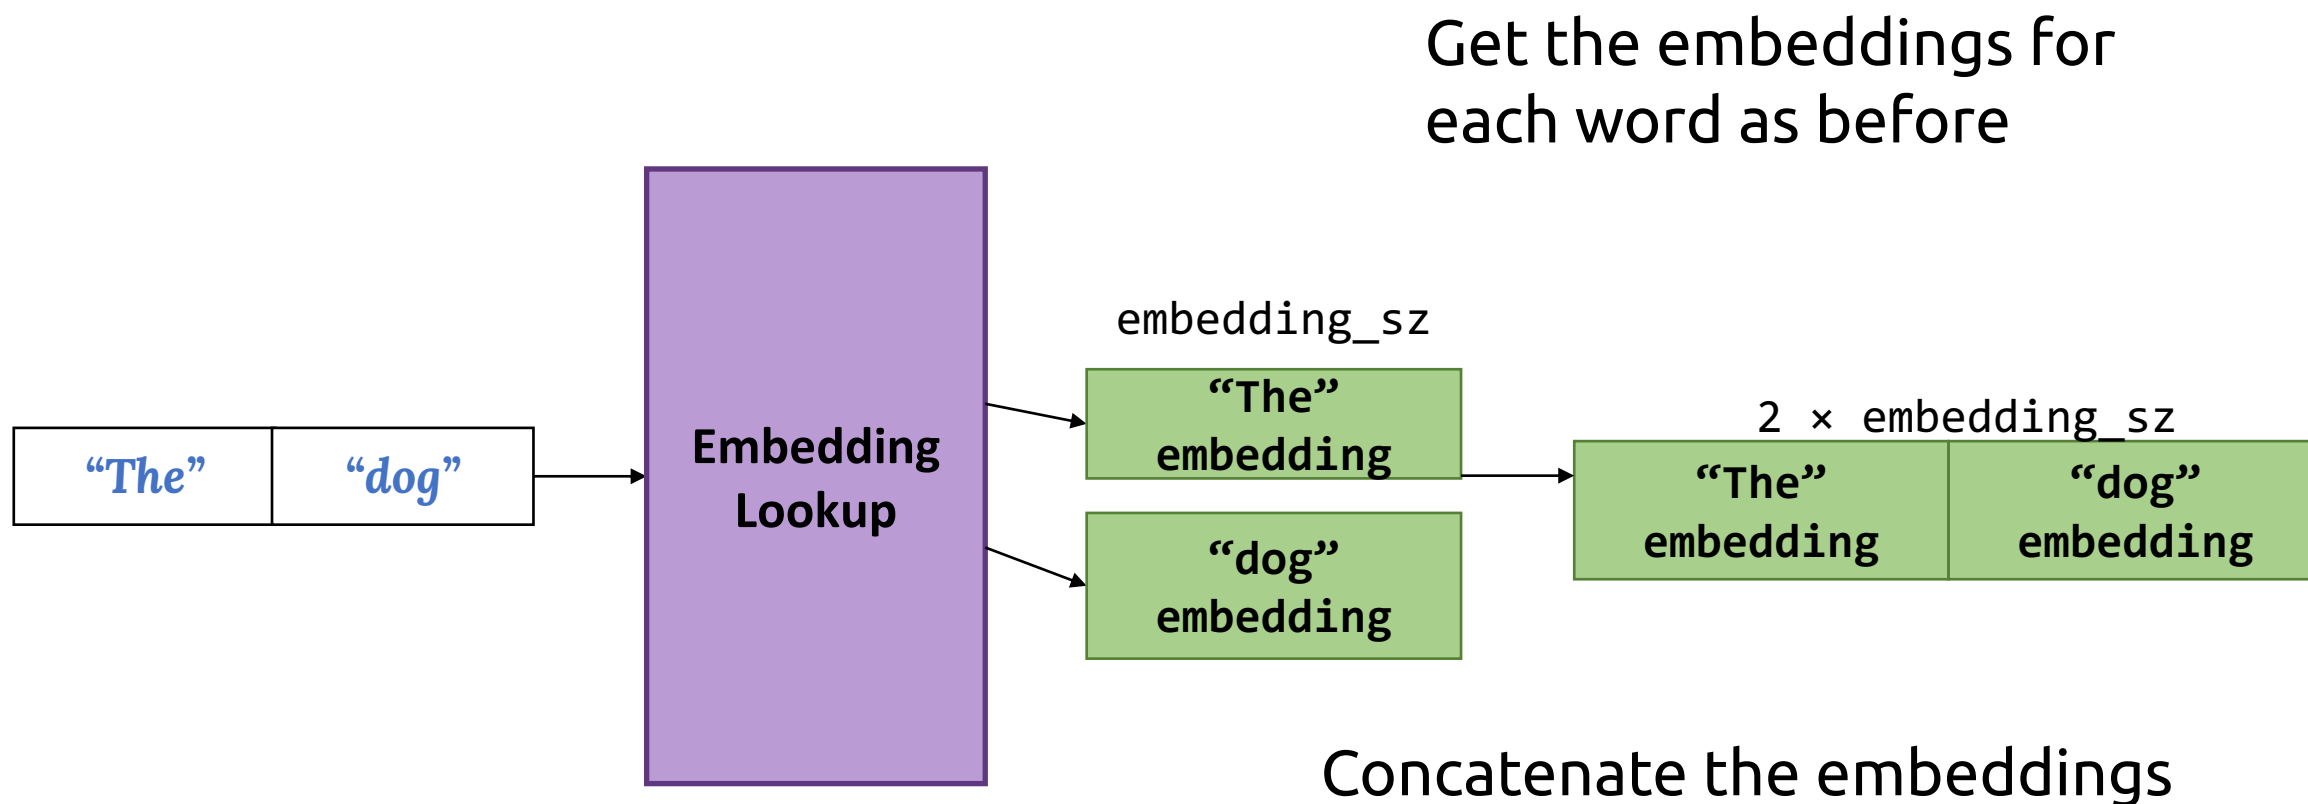 Get the embeddings for
each word as before
“The” “dog”
Embedding
Lookup
embedding_sz
“The”
embedding
“dog”
embedding
2 × embedding_sz
“The”
embedding
“dog”
embedding
Concatenate the embeddings